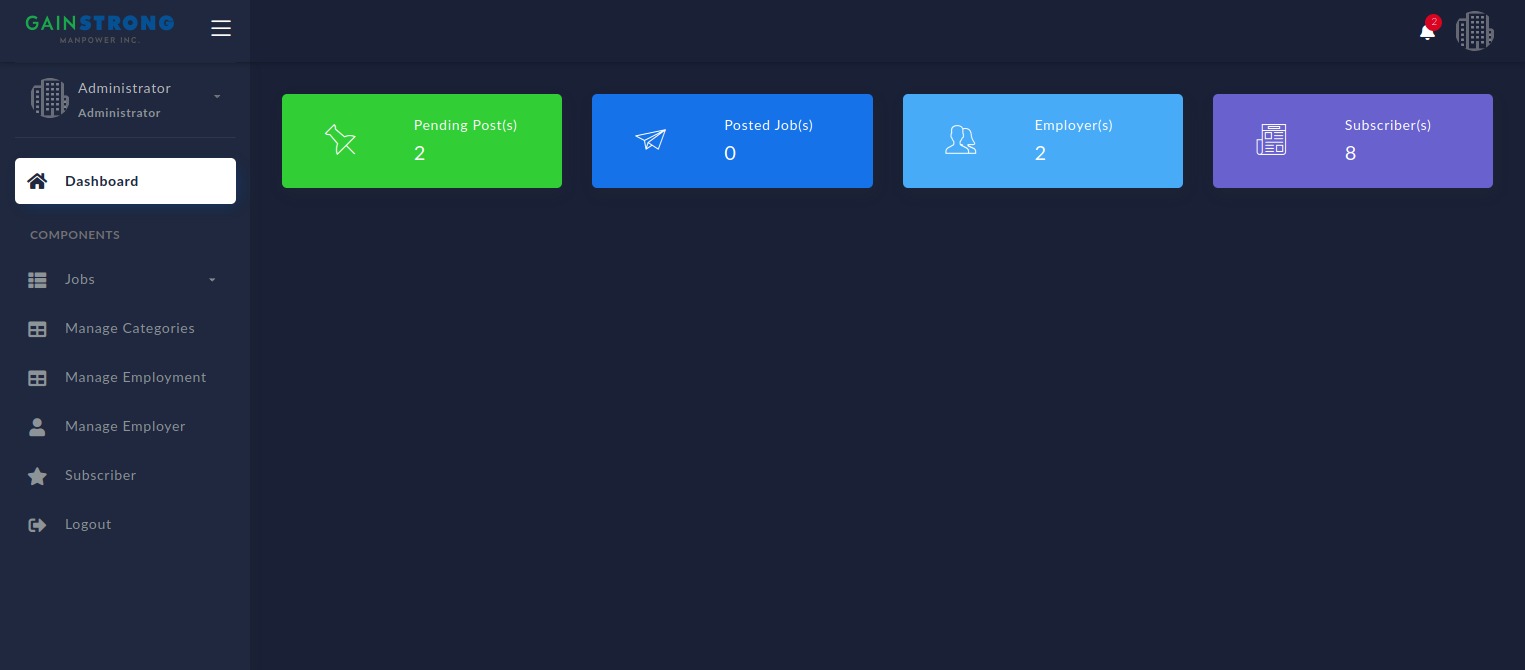 GAINSTRONG
MANPOWER INC.
2
Administrator
Administrator
Dashboard
COMPONENTS
Jobs
Manage Categories
Manage Employment
Manage Employer
Subscriber
Logout
Pending Post(s)
2
Posted Job(s)
0
Employer(s)
2
Subscriber(s)
8